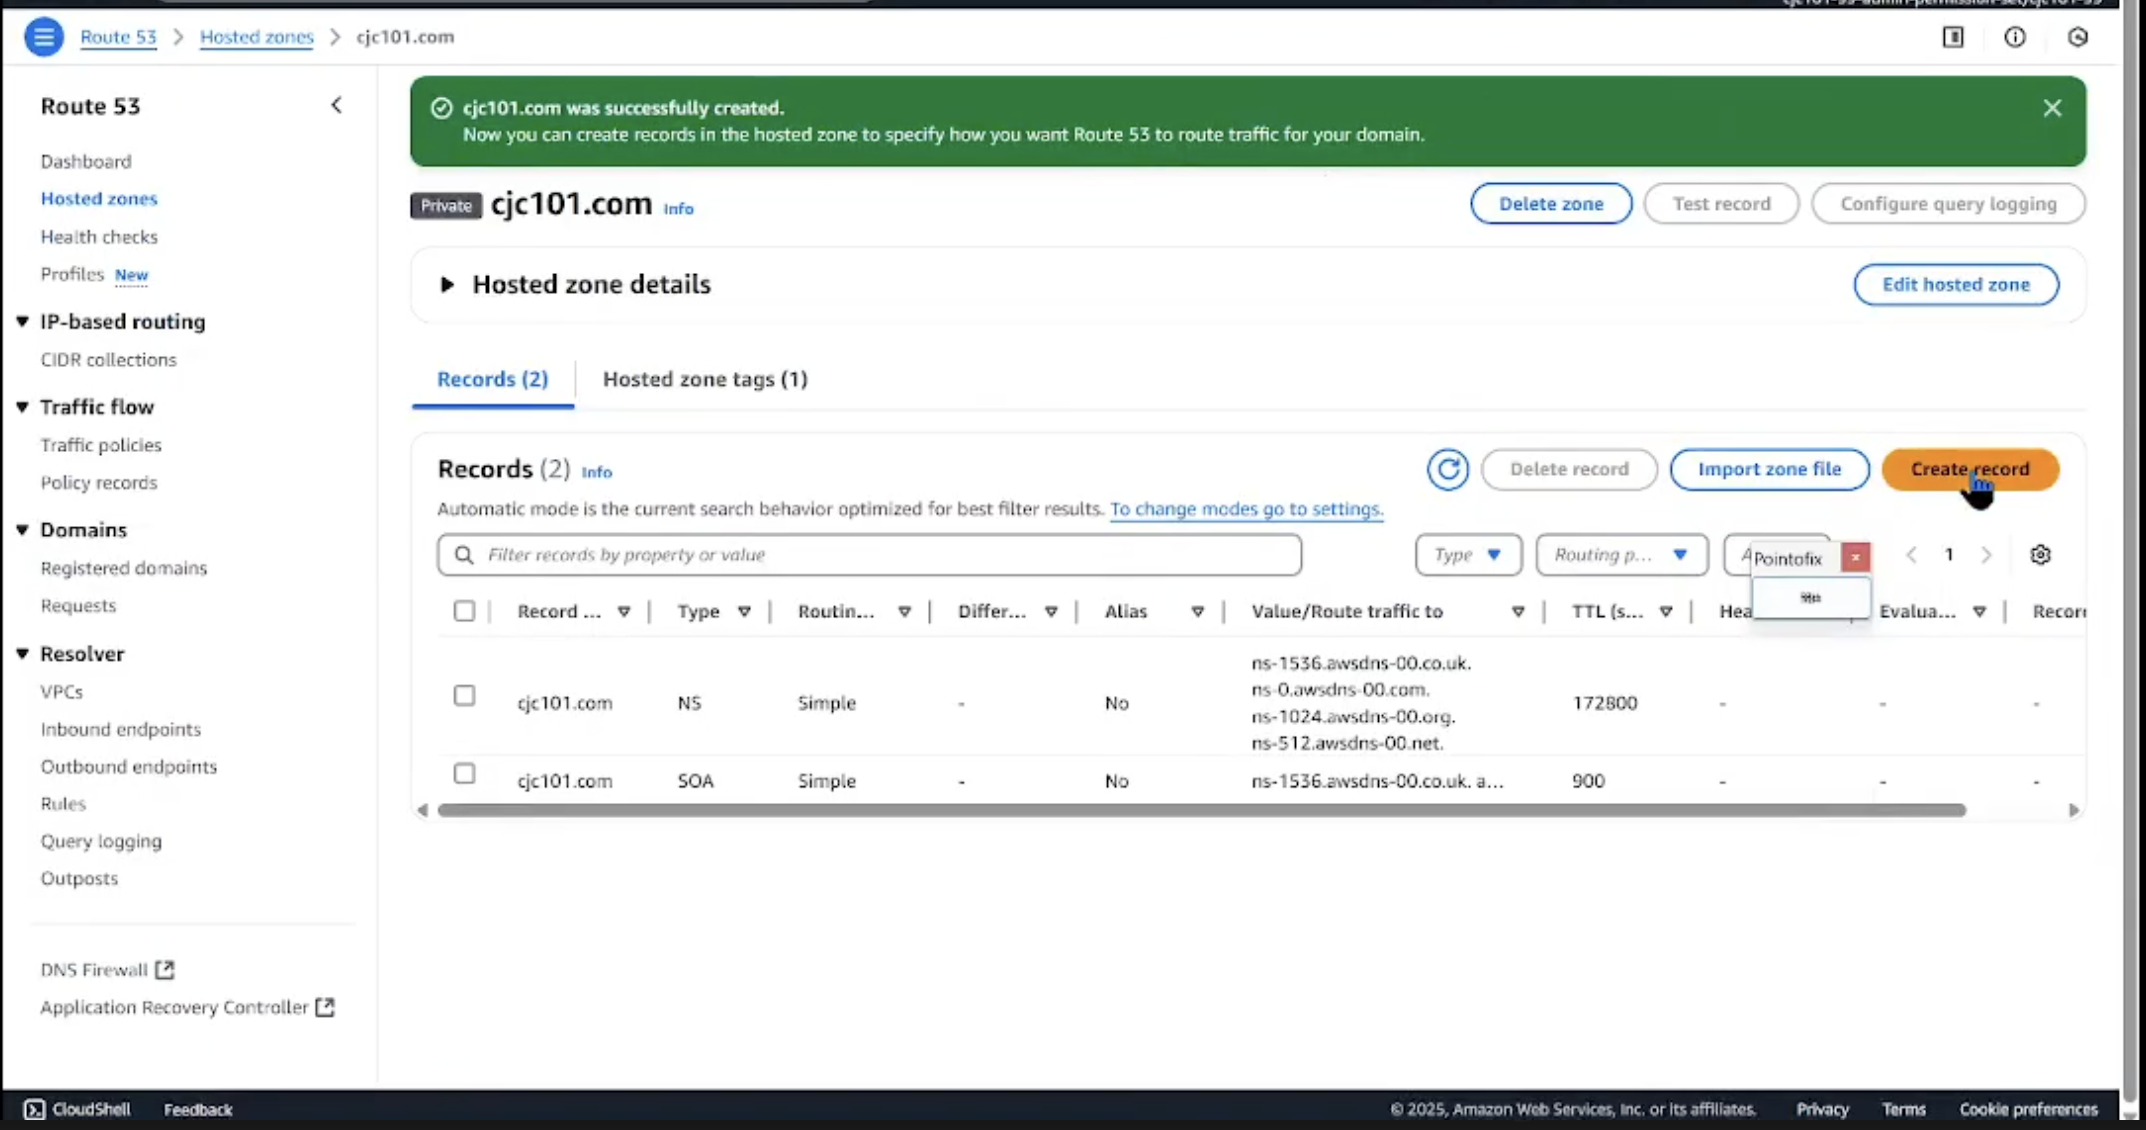 Route 53
Hosted zones
cjc101.com
Route 53
Dashboard
Hosted zones
Health checks
Profiles New
IP-based routing
CIDR collections
Traffic flow
Traffic policies
Policy records
Domains
Registered domains
Requests
Resolver
VPCs
Inbound endpoints
Outbound endpoints
Rules
Query logging
Outposts
DNS Firewall
Application Recovery Controller
cjc101.com was successfully created.
Now you can create records in the hosted zone to specify how you want Route 53 to route traffic for your domain.
Private cjc101.com Info
Delete zone
Test record
Configure query logging
Hosted zone details
Edit hosted zone
Records (2)
Hosted zone tags (1)
Records (2) Info
Delete record
Import zone file
Create record
Automatic mode is the current search behavior optimized for best filter results. To change modes go to settings.
Filter records by property or value
Type
Routing p...
Pointofix
1
Record ... Type Routin... Differ... Alias Value/Route traffic to TTL (s... Hea Evalua... Recor
cjc101.com NS Simple - No
ns-1536.awsdns-00.co.uk.
ns-0.awsdns-00.com.
ns-1024.awsdns-00.org.
ns-512.awsdns-00.net.
172800 - - -
cjc101.com SOA Simple - No ns-1536.awsdns-00.co.uk. a... 900 - - -
CloudShell
Feedback
© 2025, Amazon Web Services, Inc. or its affiliates.
Privacy
Terms
Cookie preferences